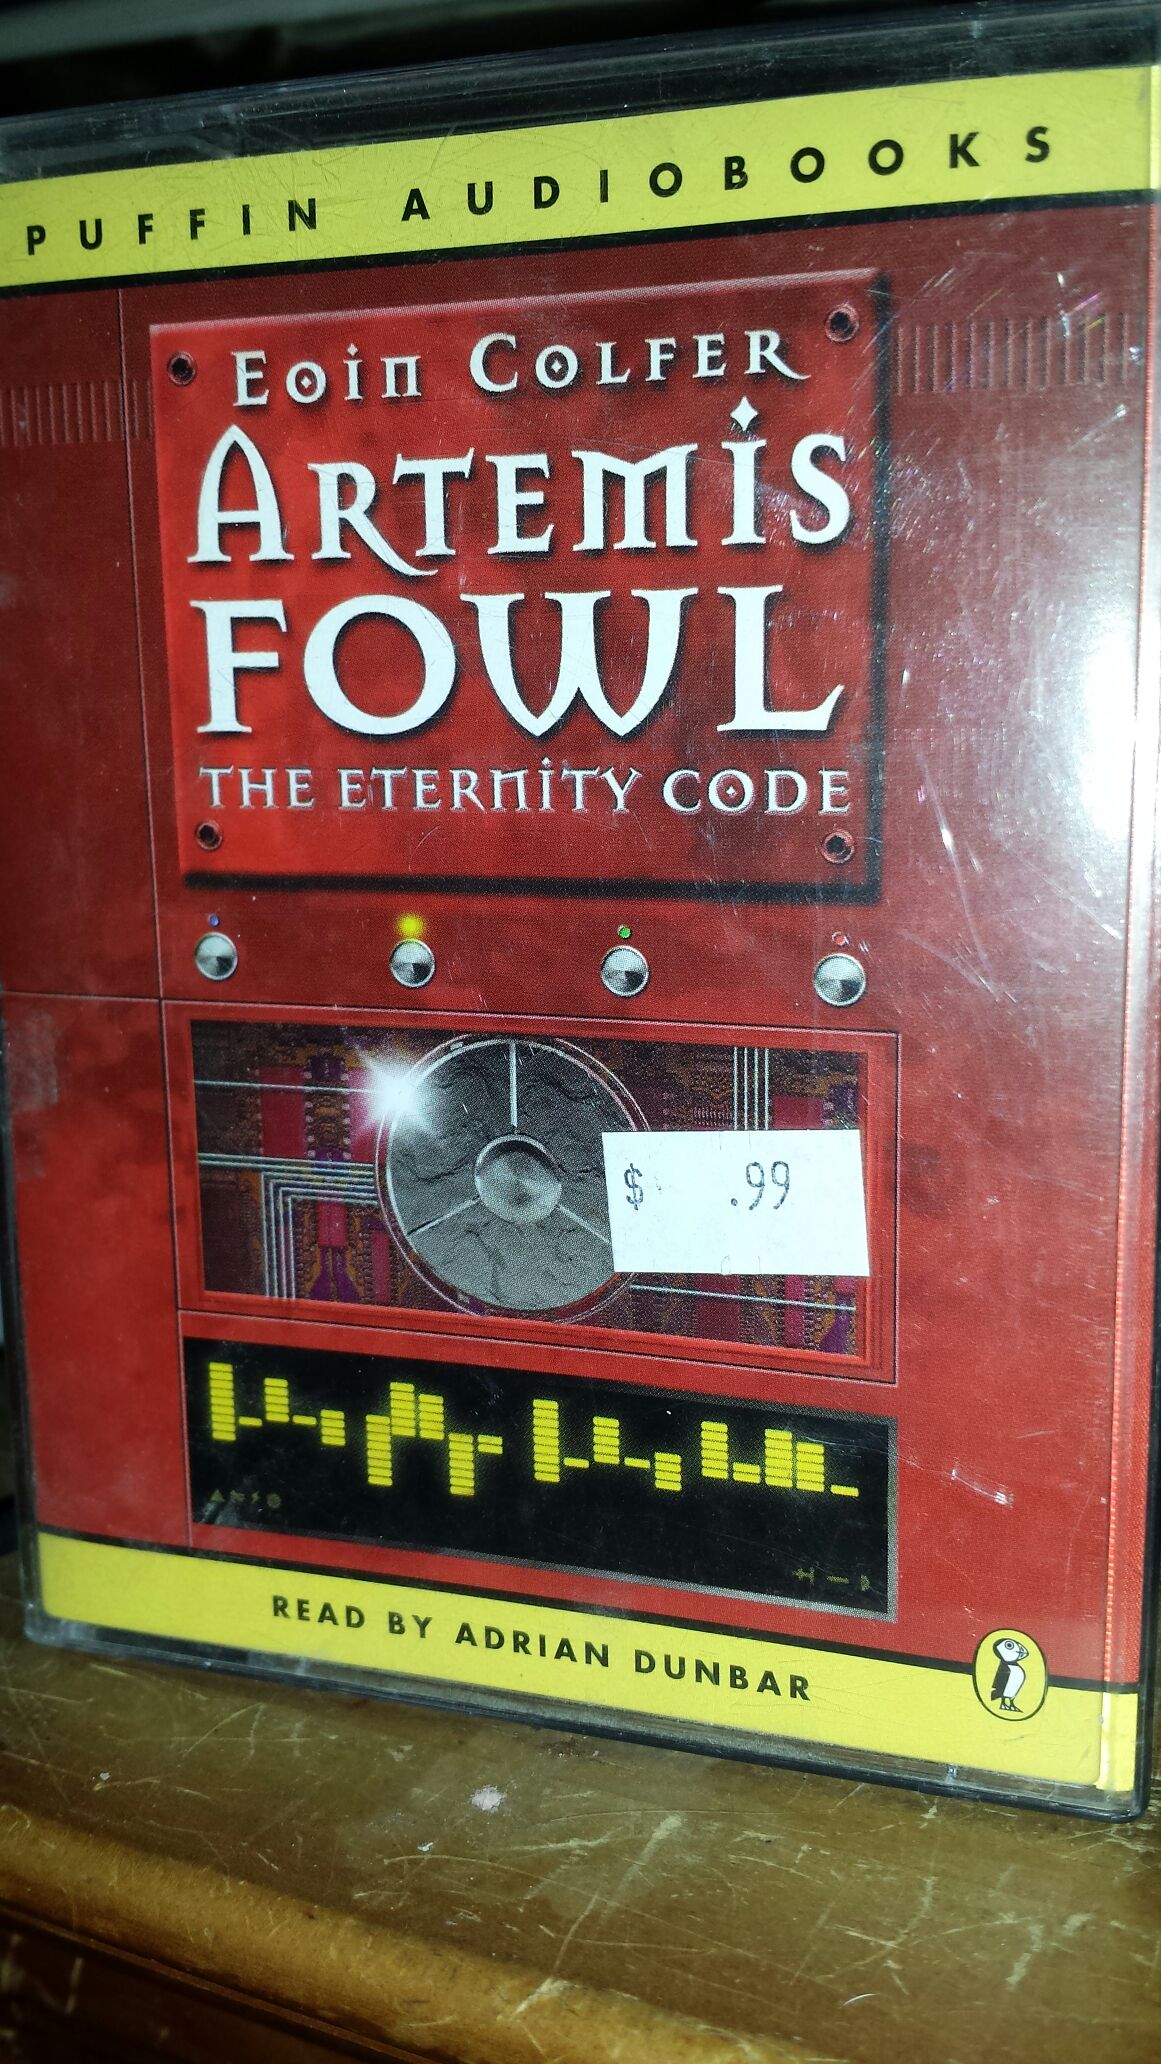 PUFFIN AUDIOBOOKS
EOIN COLFER
ARTEMIS
FOWL
THE ETERNITY CODE
$ .99
READ BY ADRIAN DUNBAR